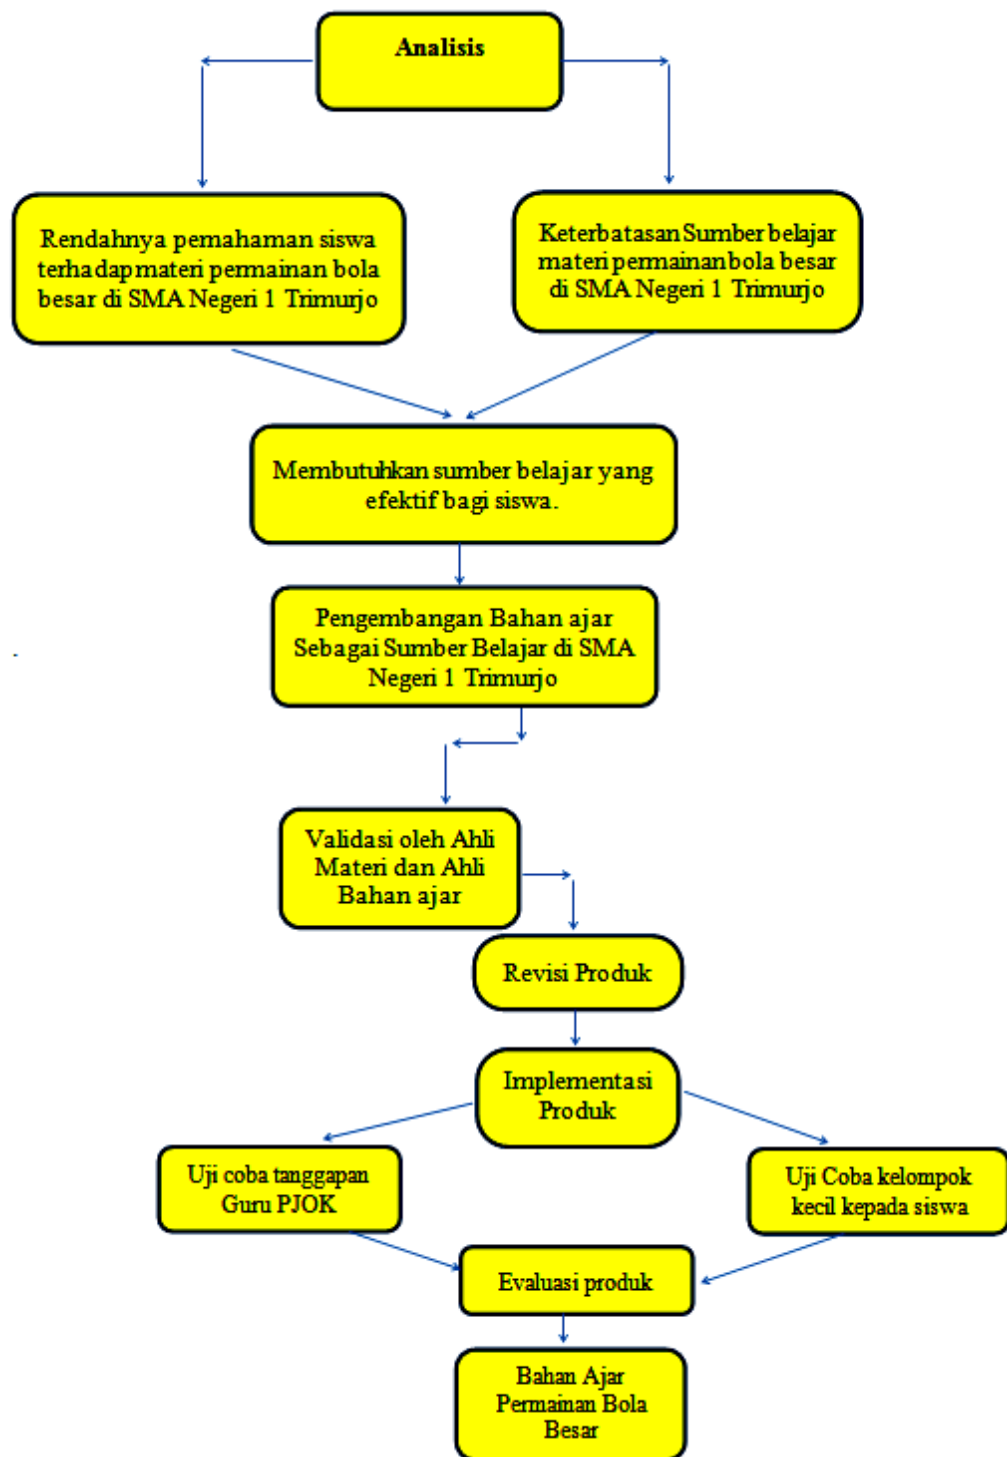 Analisis
Rendahnya pemahaman siswa
terhadap materi permainan bola
besar di SMA Negeri 1 Trimurjo
Keterbatasan Sumber belajar
materi permainan bola besar
di SMA Negeri 1 Trimurjo
Membutuhkan sumber belajar yang
efektif bagi siswa.
Pengembangan Bahan ajar
Sebagai Sumber Belajar di SMA
Negeri 1 Trimurjo
Validasi oleh Ahli
Materi dan Ahli
Bahan ajar
Revisi Produk
Implementasi
Produk
Uji coba tanggapan
Guru PJOK
Uji Coba kelompok
kecil kepada siswa
Evaluasi produk
Bahan Ajar
Permainan Bola
Besar